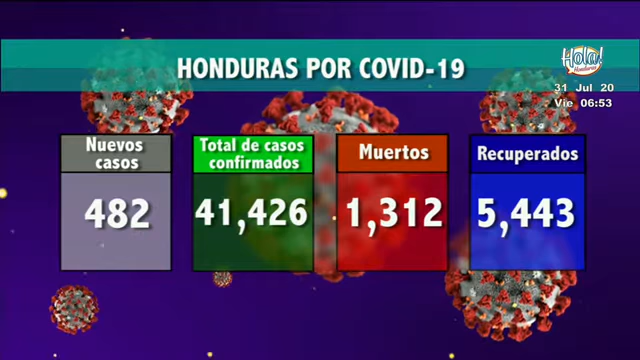 HONDURAS POR COVID-19
Hola!
Honduras
31 Jul 20
Vie 06:53
Nuevos
casos
482
Total de casos
confirmados
41,426
Muertos
1,312
Recuperados
5,443